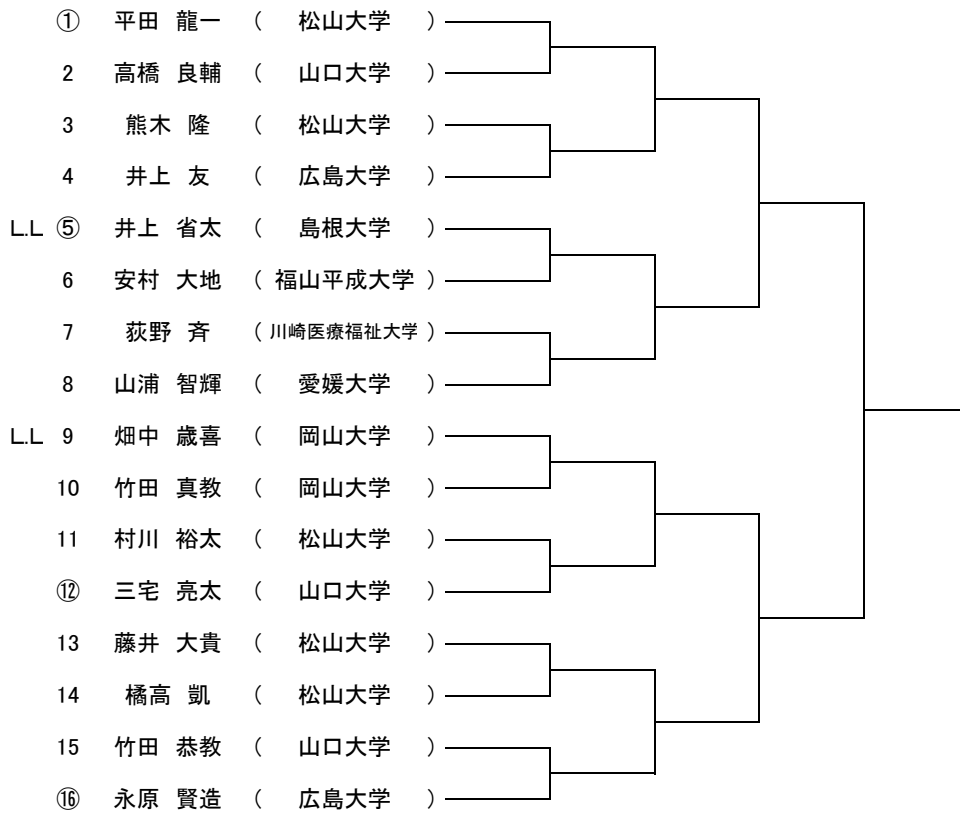 ① 平田 龍一 ( 松山大学 )
2 高橋 良輔 ( 山口大学 )
3 熊木 隆 ( 松山大学 )
4 井上 友 ( 広島大学 )
L.L ⑤ 井上 省太 ( 島根大学 )
6 安村 大地 ( 福山平成大学 )
7 荻野 斉 ( 川崎医療福祉大学 )
8 山浦 智輝 ( 愛媛大学 )
L.L 9 畑中 歳喜 ( 岡山大学 )
10 竹田 真教 ( 岡山大学 )
11 村川 裕太 ( 松山大学 )
⑫ 三宅 亮太 ( 山口大学 )
13 藤井 大貴 ( 松山大学 )
14 橘高 凱 ( 松山大学 )
15 竹田 恭教 ( 山口大学 )
⑯ 永原 賢造 ( 広島大学 )